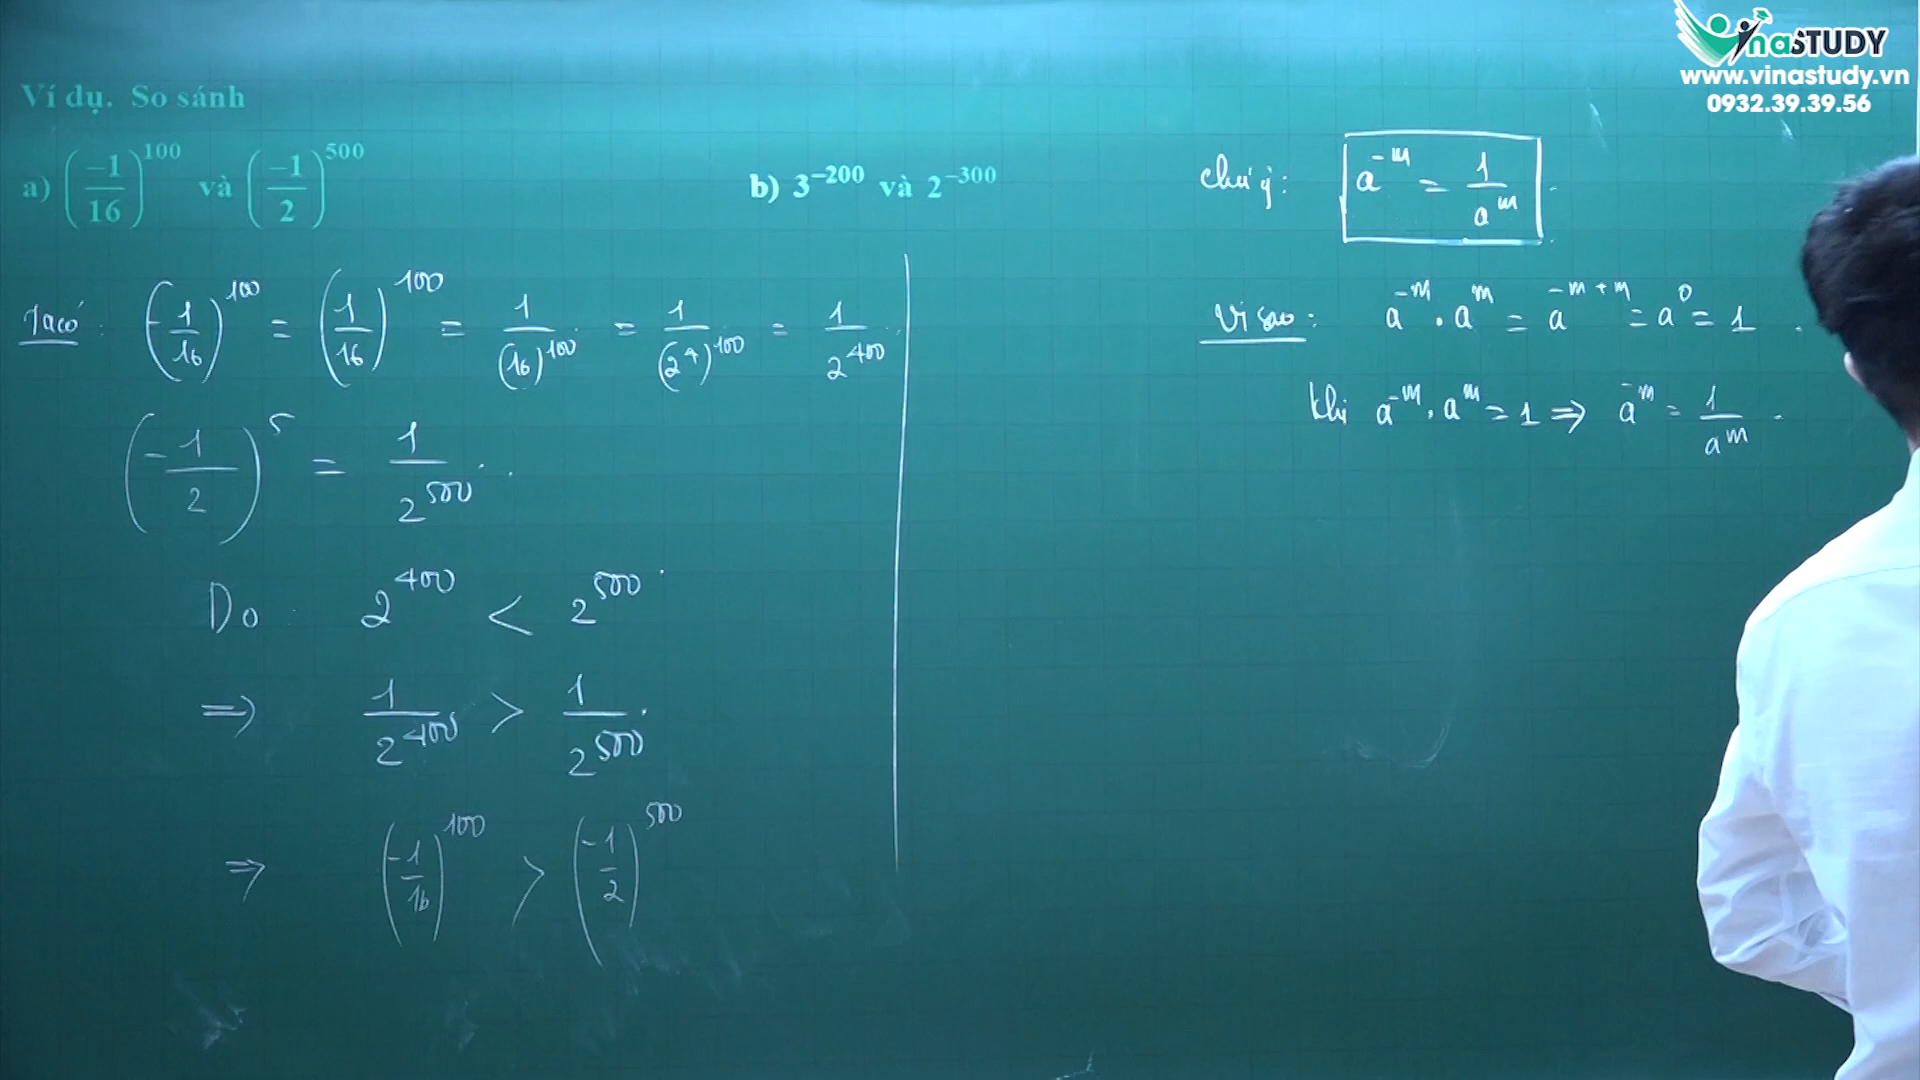 VinaSTUDY
www.vinastudy.vn
0932.39.39.56
Ví dụ. So sánh
a) (-1/16)^100 và (-1/2)^500
b) 3^-200 và 2^-300
Ta có: (-1/16)^100 = (1/16)^100 = 1/(16)^100 = 1/(2^4)^100 = 1/2^400
(-1/2)^5 = 1/2^500.
Do 2^400 < 2^500
=> 1/2^400 > 1/2^500
=> (-1/16)^100 > (-1/2)^500
Chú ý: a^-m = 1/a^m.
Vì sao: a^-m . a^m = a^-m+m = a^0 = 1.
Khi a^-m . a^m = 1 => a^-m = 1/a^m.